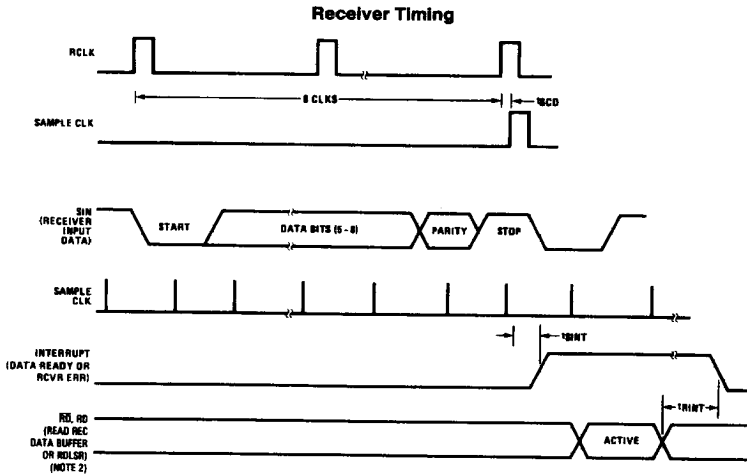 Receiver Timing
RCLK
8 CLKS
tSCD
SAMPLE CLK
SIN
(RECEIVER
INPUT
DATA)
START
DATA BITS (5 - 8)
PARITY
STOP
SAMPLE
CLK
tSINT
INTERRUPT
(DATA READY OR
RCVR ERR)
tRINT
RD, RD
(READ REC
DATA BUFFER
OR RDLSR)
(NOTE 2)
ACTIVE